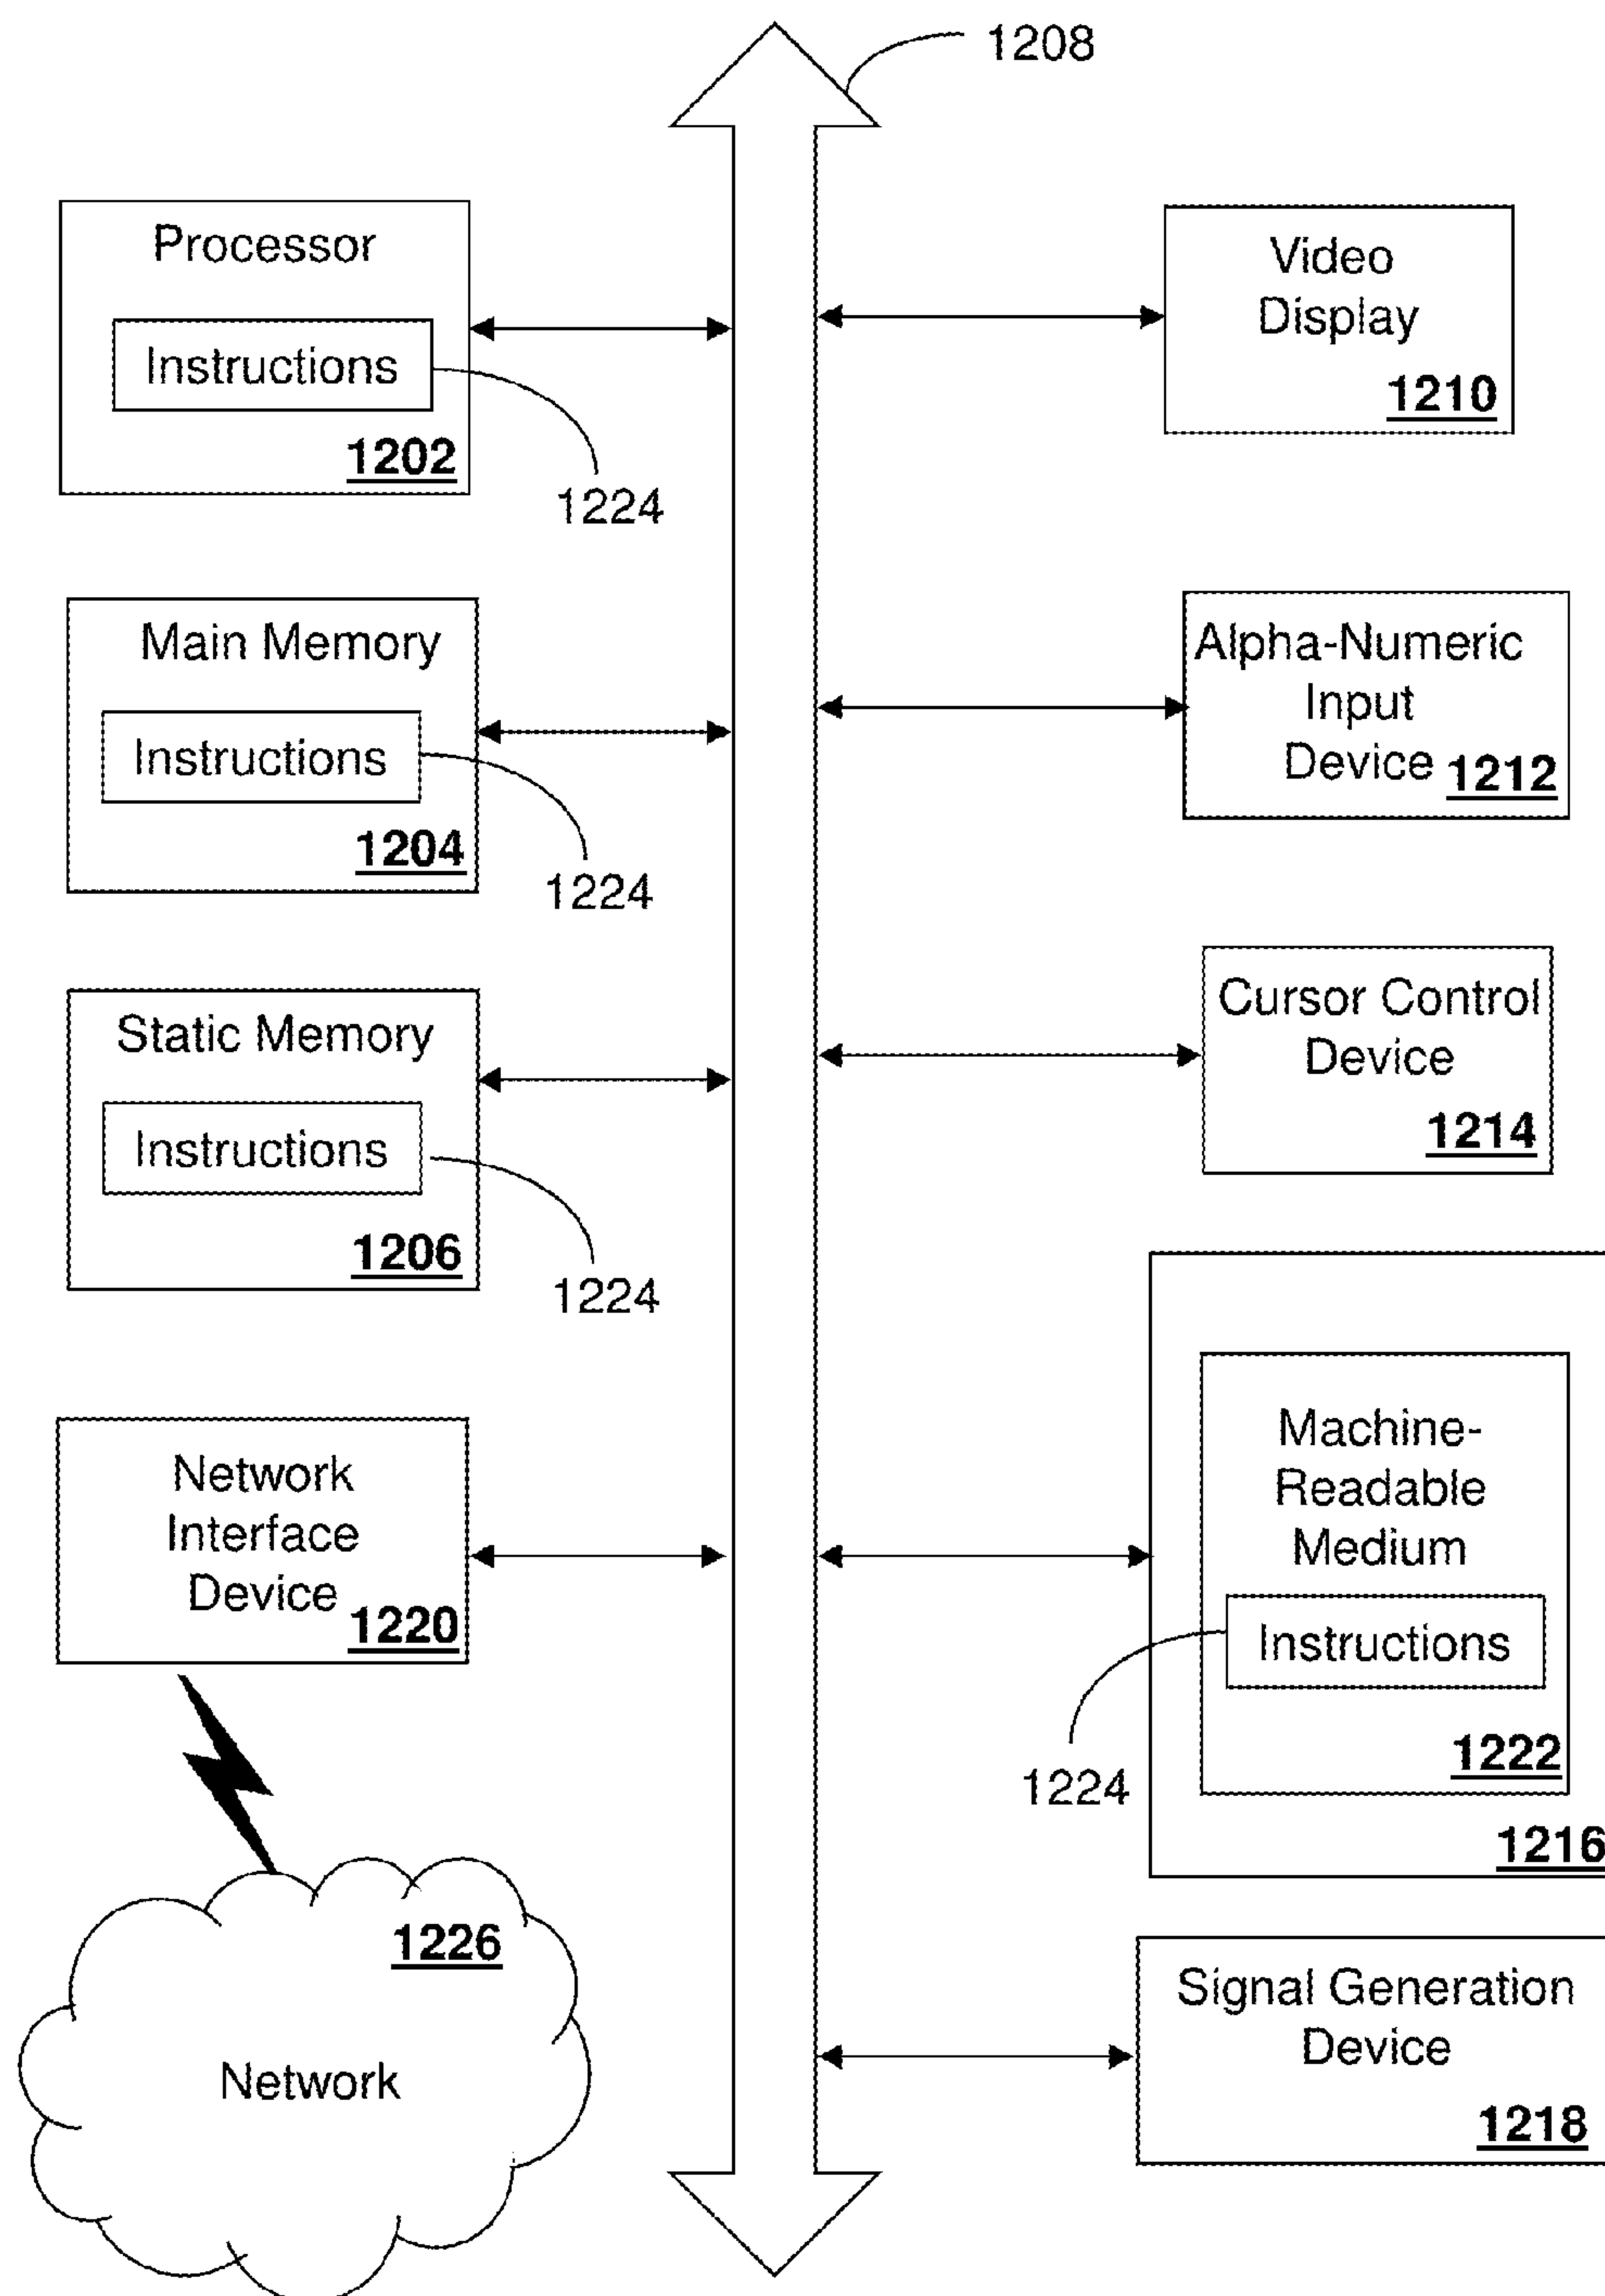 1208
Processor
Instructions
1202
1224
Main Memory
Instructions
1204
1224
Static Memory
Instructions
1206
1224
Network
Interface
Device
1220
1226
Network
Video
Display
1210
Alpha-Numeric
Input
Device
1212
Cursor Control
Device
1214
Machine-
Readable
Medium
Instructions
1222
1224
1216
Signal Generation
Device
1218